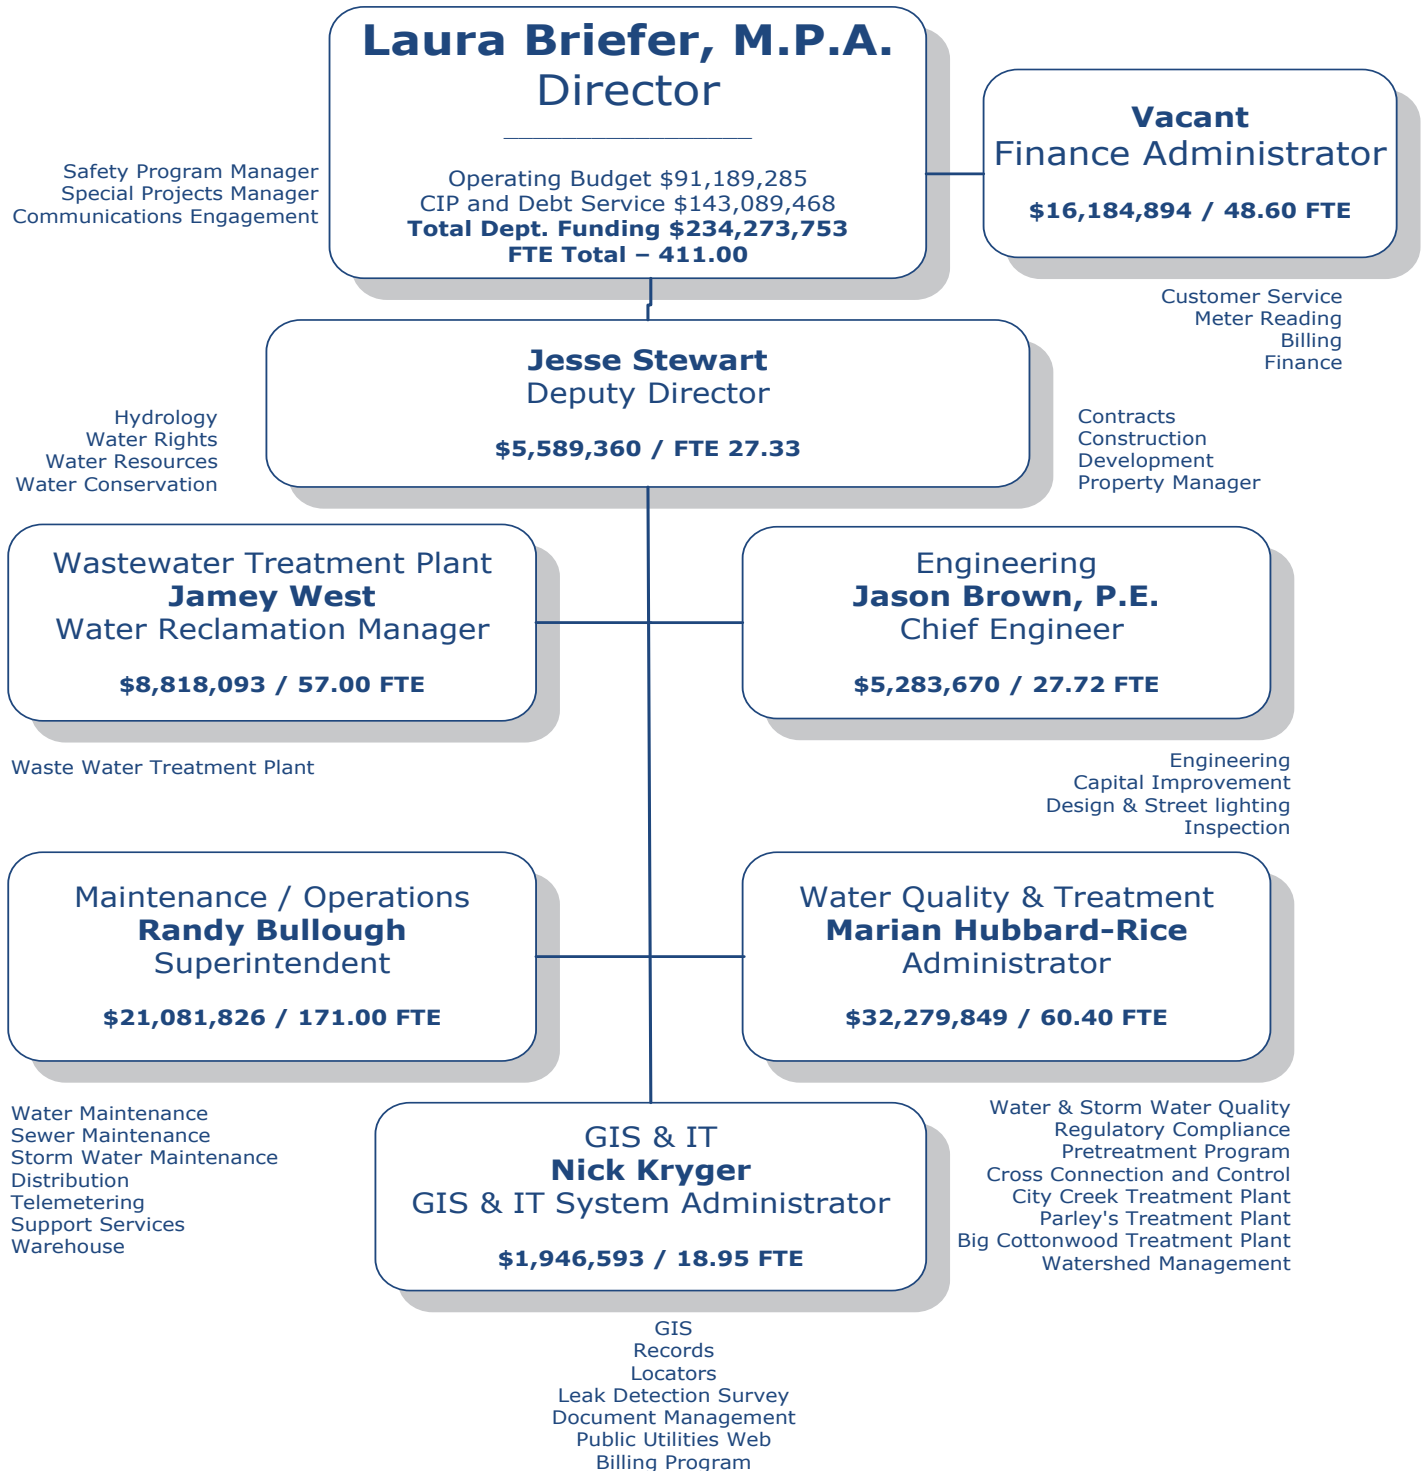 Laura Briefer, M.P.A.
Director
Operating Budget $91,189,285
CIP and Debt Service $143,089,468
Total Dept. Funding $234,273,753
FTE Total – 411.00
Safety Program Manager
Special Projects Manager
Communications Engagement
Vacant
Finance Administrator
$16,184,894 / 48.60 FTE
Customer Service
Meter Reading
Billing
Finance
Jesse Stewart
Deputy Director
$5,589,360 / FTE 27.33
Hydrology
Water Rights
Water Resources
Water Conservation
Contracts
Construction
Development
Property Manager
Wastewater Treatment Plant
Jamey West
Water Reclamation Manager
$8,818,093 / 57.00 FTE
Waste Water Treatment Plant
Engineering
Jason Brown, P.E.
Chief Engineer
$5,283,670 / 27.72 FTE
Engineering
Capital Improvement
Design & Street lighting
Inspection
Maintenance / Operations
Randy Bullough
Superintendent
$21,081,826 / 171.00 FTE
Water Maintenance
Sewer Maintenance
Storm Water Maintenance
Distribution
Telemetering
Support Services
Warehouse
Water Quality & Treatment
Marian Hubbard-Rice
Administrator
$32,279,849 / 60.40 FTE
Water & Storm Water Quality
Regulatory Compliance
Pretreatment Program
Cross Connection and Control
City Creek Treatment Plant
Parley's Treatment Plant
Big Cottonwood Treatment Plant
Watershed Management
GIS & IT
Nick Kryger
GIS & IT System Administrator
$1,946,593 / 18.95 FTE
GIS
Records
Locators
Leak Detection Survey
Document Management
Public Utilities Web
Billing Program